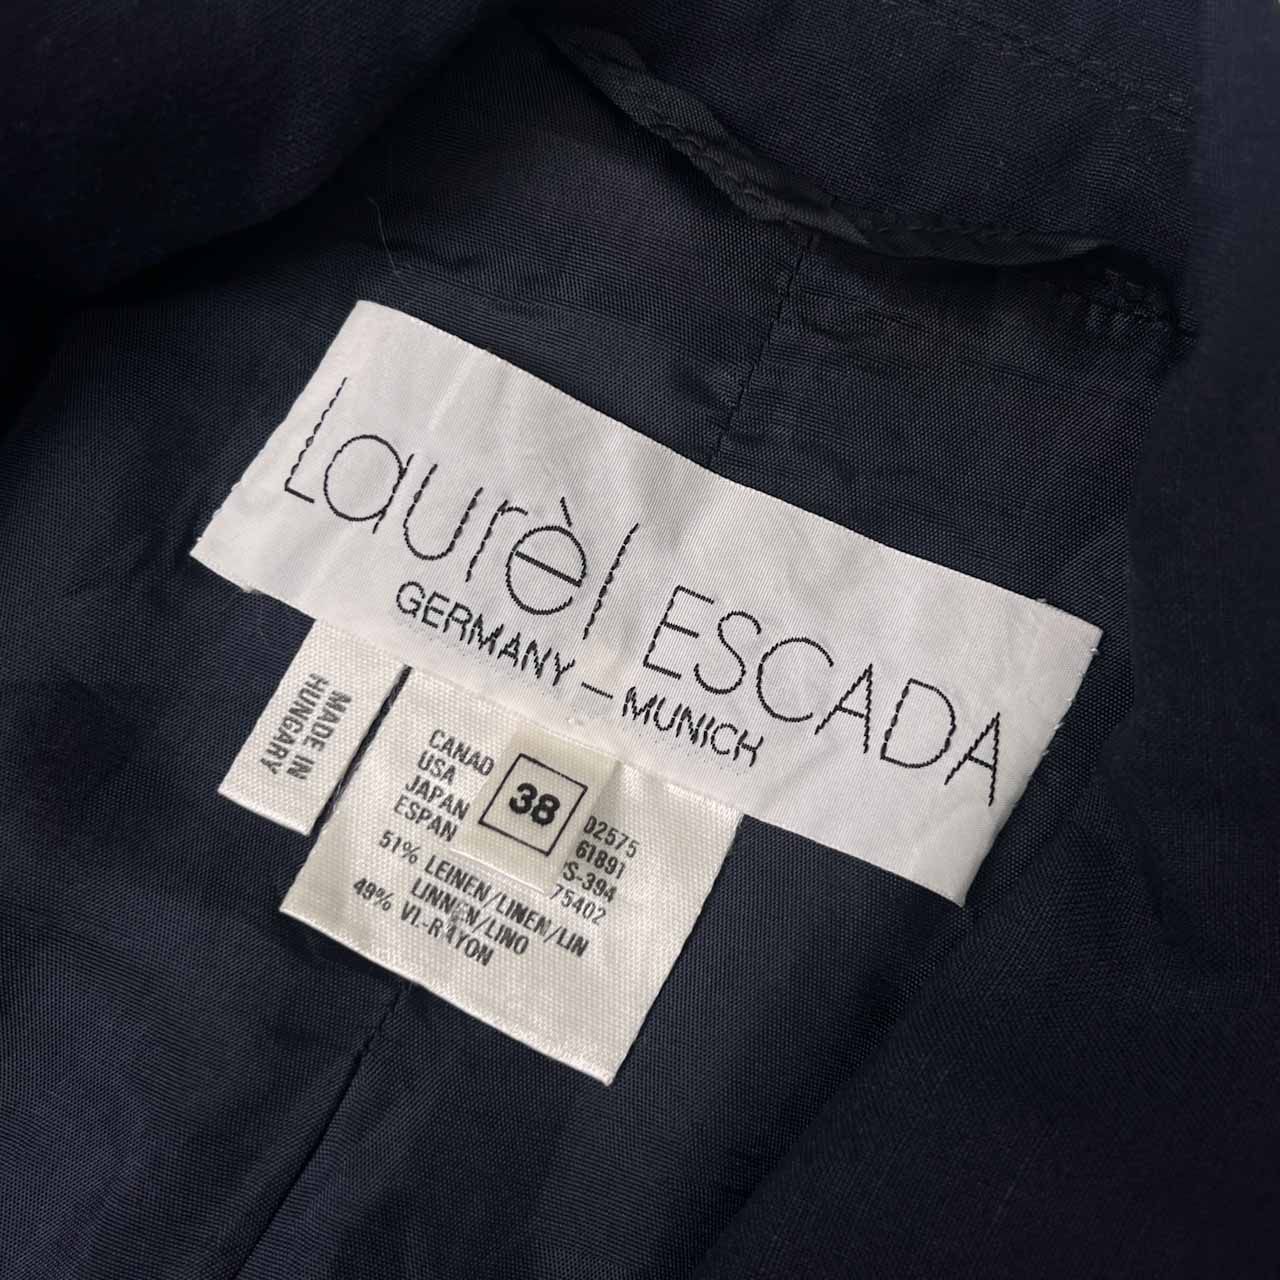 Laurèl ESCADA
GERMANY — MUNICH
MADE IN
HUNGARY
38
CANAD 02575
USA 61891
JAPAN S-394
ESPAN 75402
51% LEINEN/LINEN/LIN
LINNEN/LINO
49% VI.-RAYON